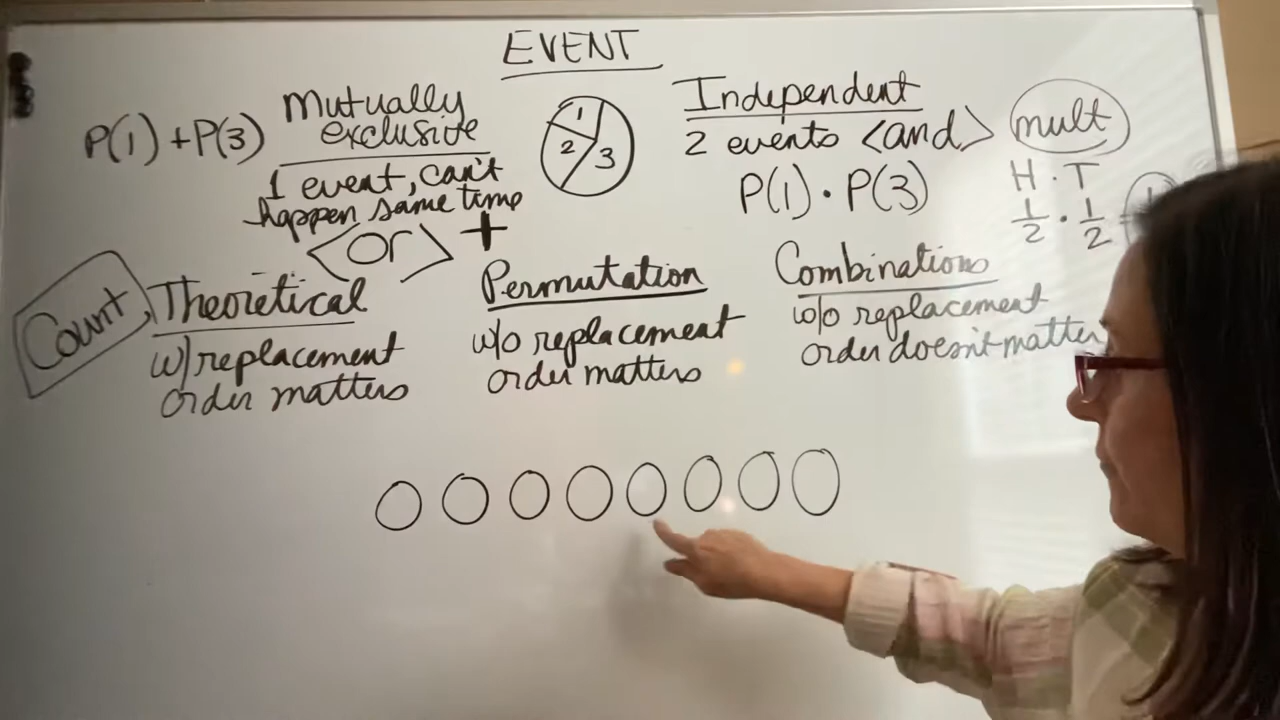 EVENT
P(1) + P(3)
Mutually
exclusive
1 event, can't
happen same time
<or> +
1
2
3
Independent
2 events <and> mult
P(1) · P(3)
H · T
1/2 · 1/2
Count,
Theoretical
w/ replacement
order matters
Permutation
w/o replacement
order matters
Combinations
w/o replacement
order doesn't matter